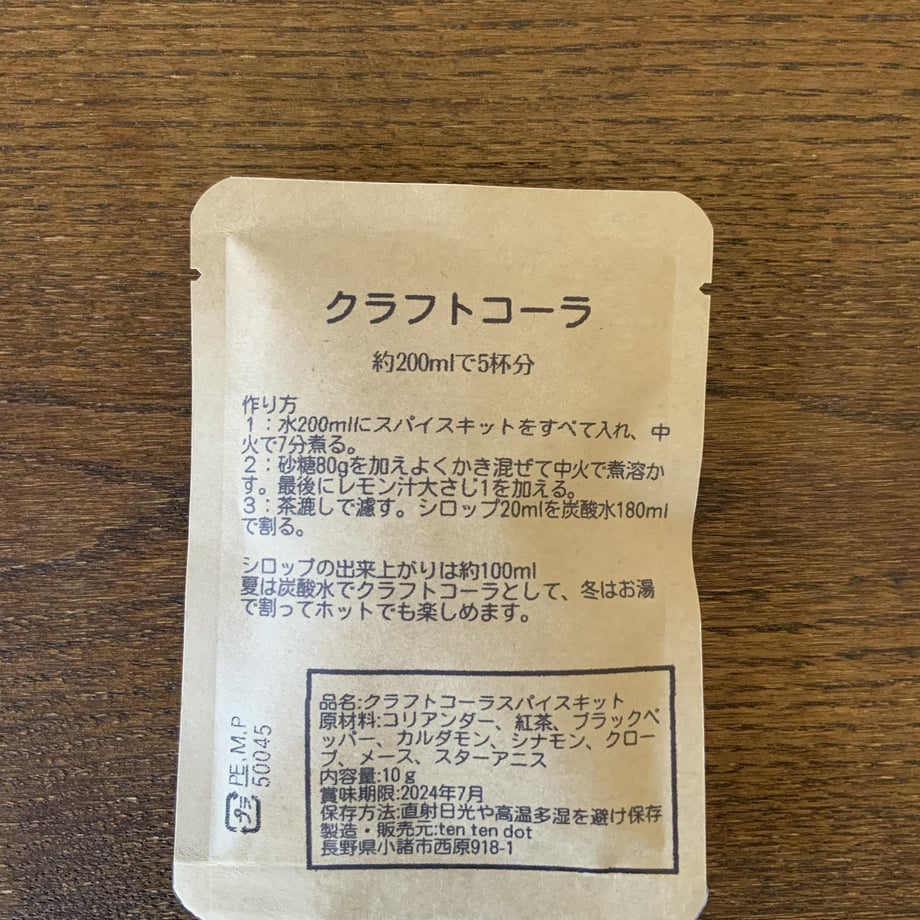 クラフトコーラ
約200mlで5杯分
作り方
1：水200mlにスパイスキットをすべて入れ、中
火で7分煮る。
2：砂糖80gを加えよくかき混ぜて中火で煮溶か
す。最後にレモン汁大さじ1を加える。
3：茶漉しで濾す。シロップ20mlを炭酸水180ml
で割る。
シロップの出来上がりは約100ml
夏は炭酸水でクラフトコーラとして、冬はお湯
で割ってホットでも楽しめます。
品名:クラフトコーラスパイスキット
原材料:コリアンダー、紅茶、ブラックペ
ッパー、カルダモン、シナモン、クロー
ブ、メース、スターアニス
内容量:10g
賞味期限:2024年7月
保存方法:直射日光や高温多湿を避け保存
製造・販売元:ten ten dot
長野県小諸市西原918-1
プラ
PE,M,P
50045